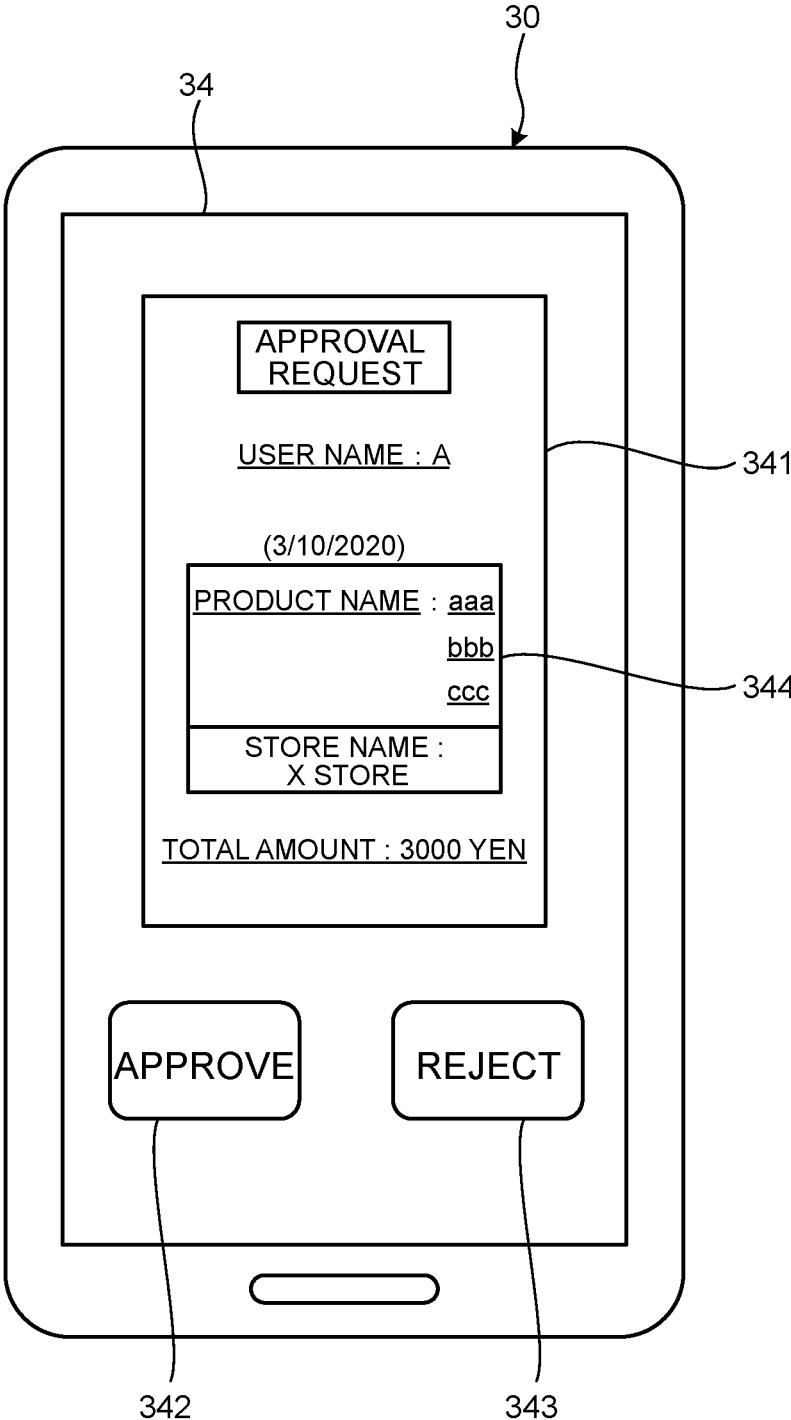 30
34
APPROVAL
REQUEST
USER NAME : A
341
(3/10/2020)
PRODUCT NAME : aaa
bbb
344
ccc
STORE NAME :
X STORE
TOTAL AMOUNT : 3000 YEN
APPROVE
REJECT
342
343